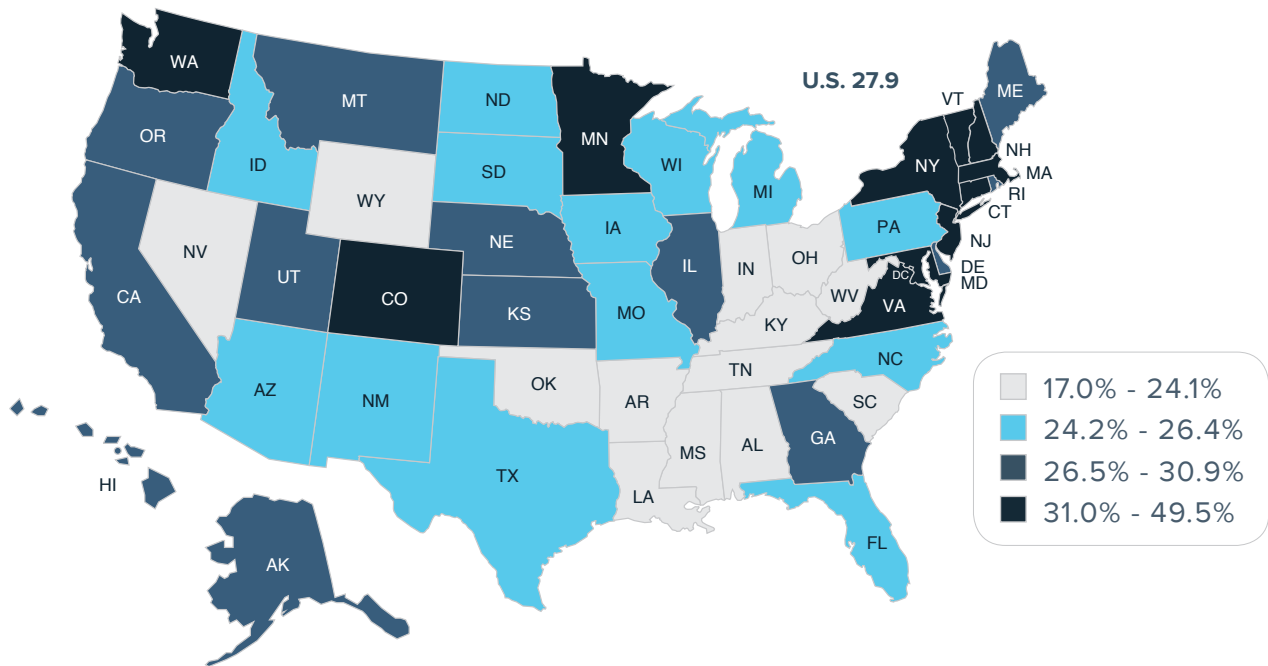 WA
MT
ND
MN
U.S. 27.9
VT
ME
OR
ID
SD
WI
MI
NY
NH
MA
RI
CT
WY
NE
IA
PA
NJ
NV
UT
CO
IL
IN
OH
DE
MD
DC
CA
KS
MO
WV
VA
KY
AZ
NM
OK
AR
TN
NC
SC
MS
AL
GA
TX
LA
HI
FL
AK
17.0% - 24.1%
24.2% - 26.4%
26.5% - 30.9%
31.0% - 49.5%